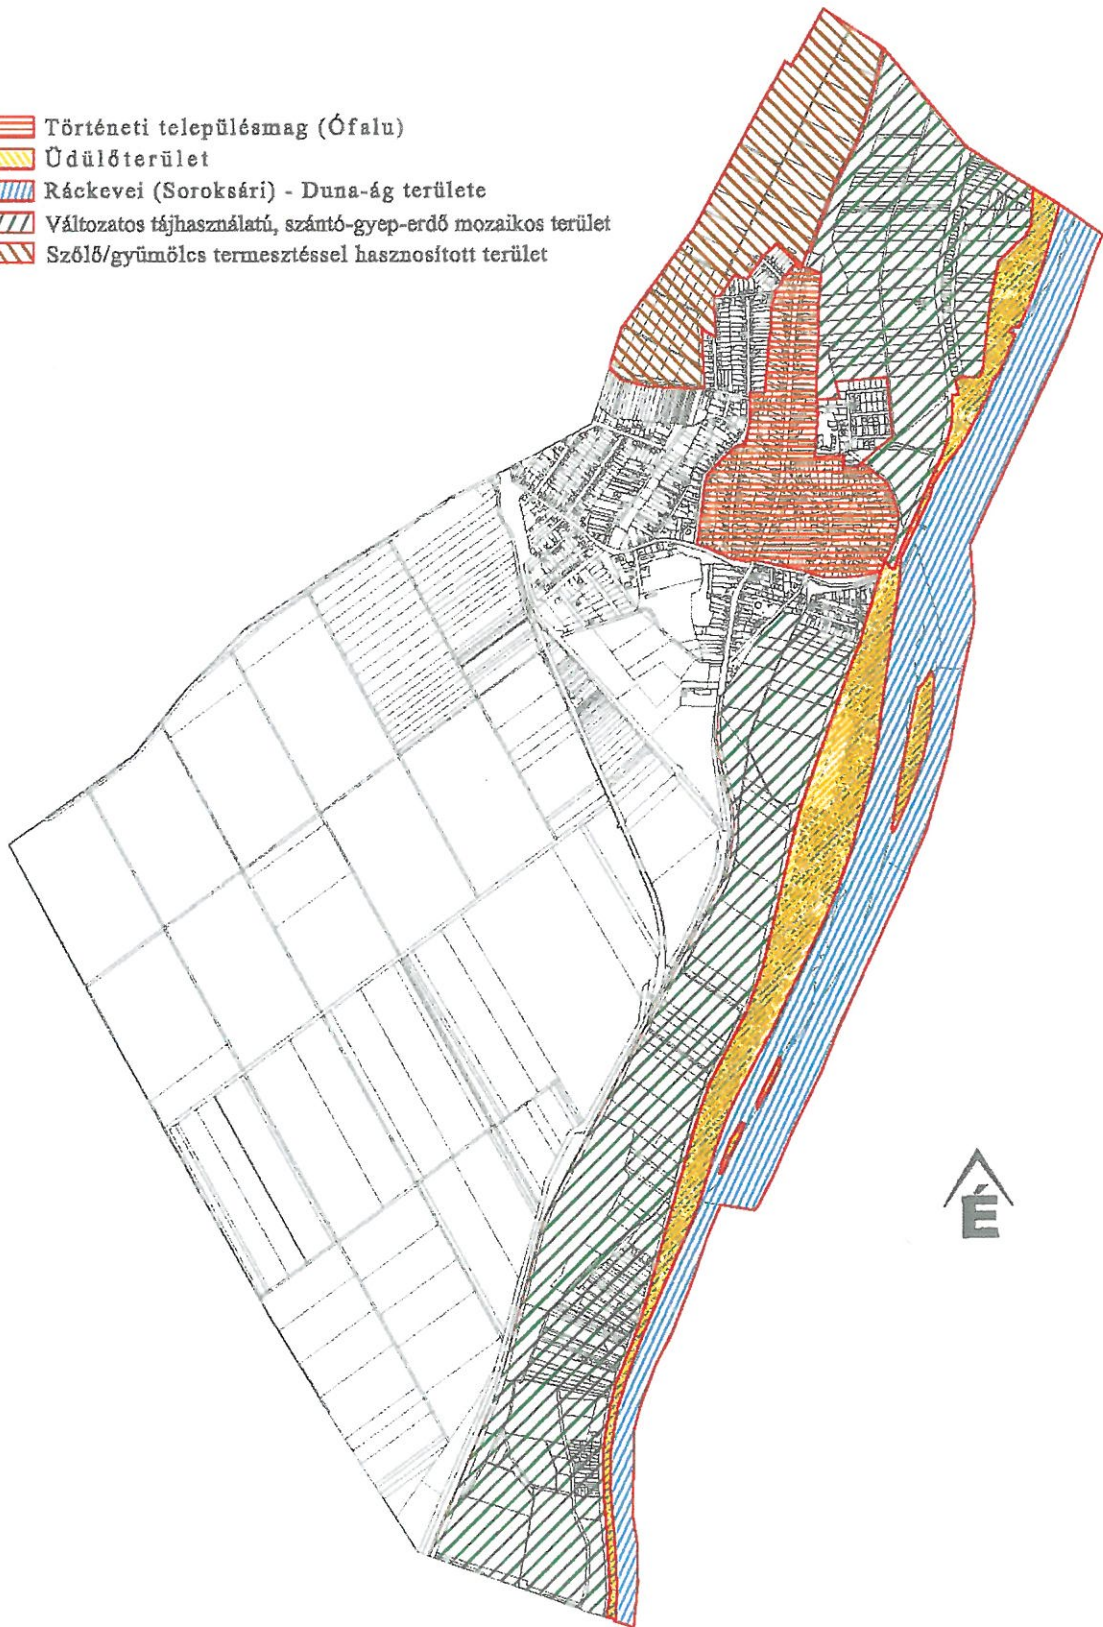 Történeti településmag (Ófalu)
Üdülőterület
Ráckevei (Soroksári) - Duna-ág területe
Változatos tájhasználatú, szántó-gyep-erdő mozaikos terület
Szőlő/gyümölcs termesztéssel hasznosított terület
É